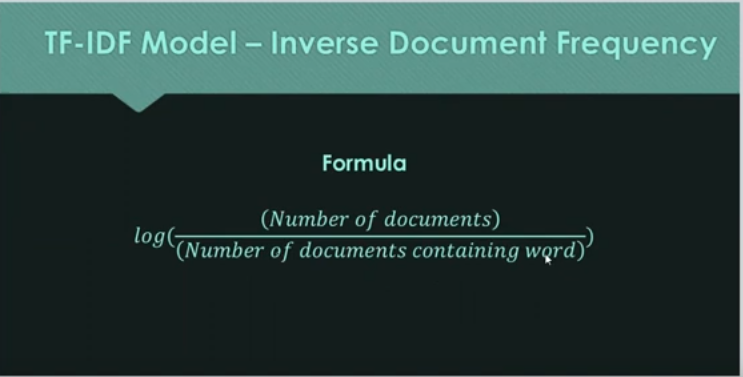 TF-IDF Model – Inverse Document Frequency
Formula
log((Number of documents)/(Number of documents containing word))